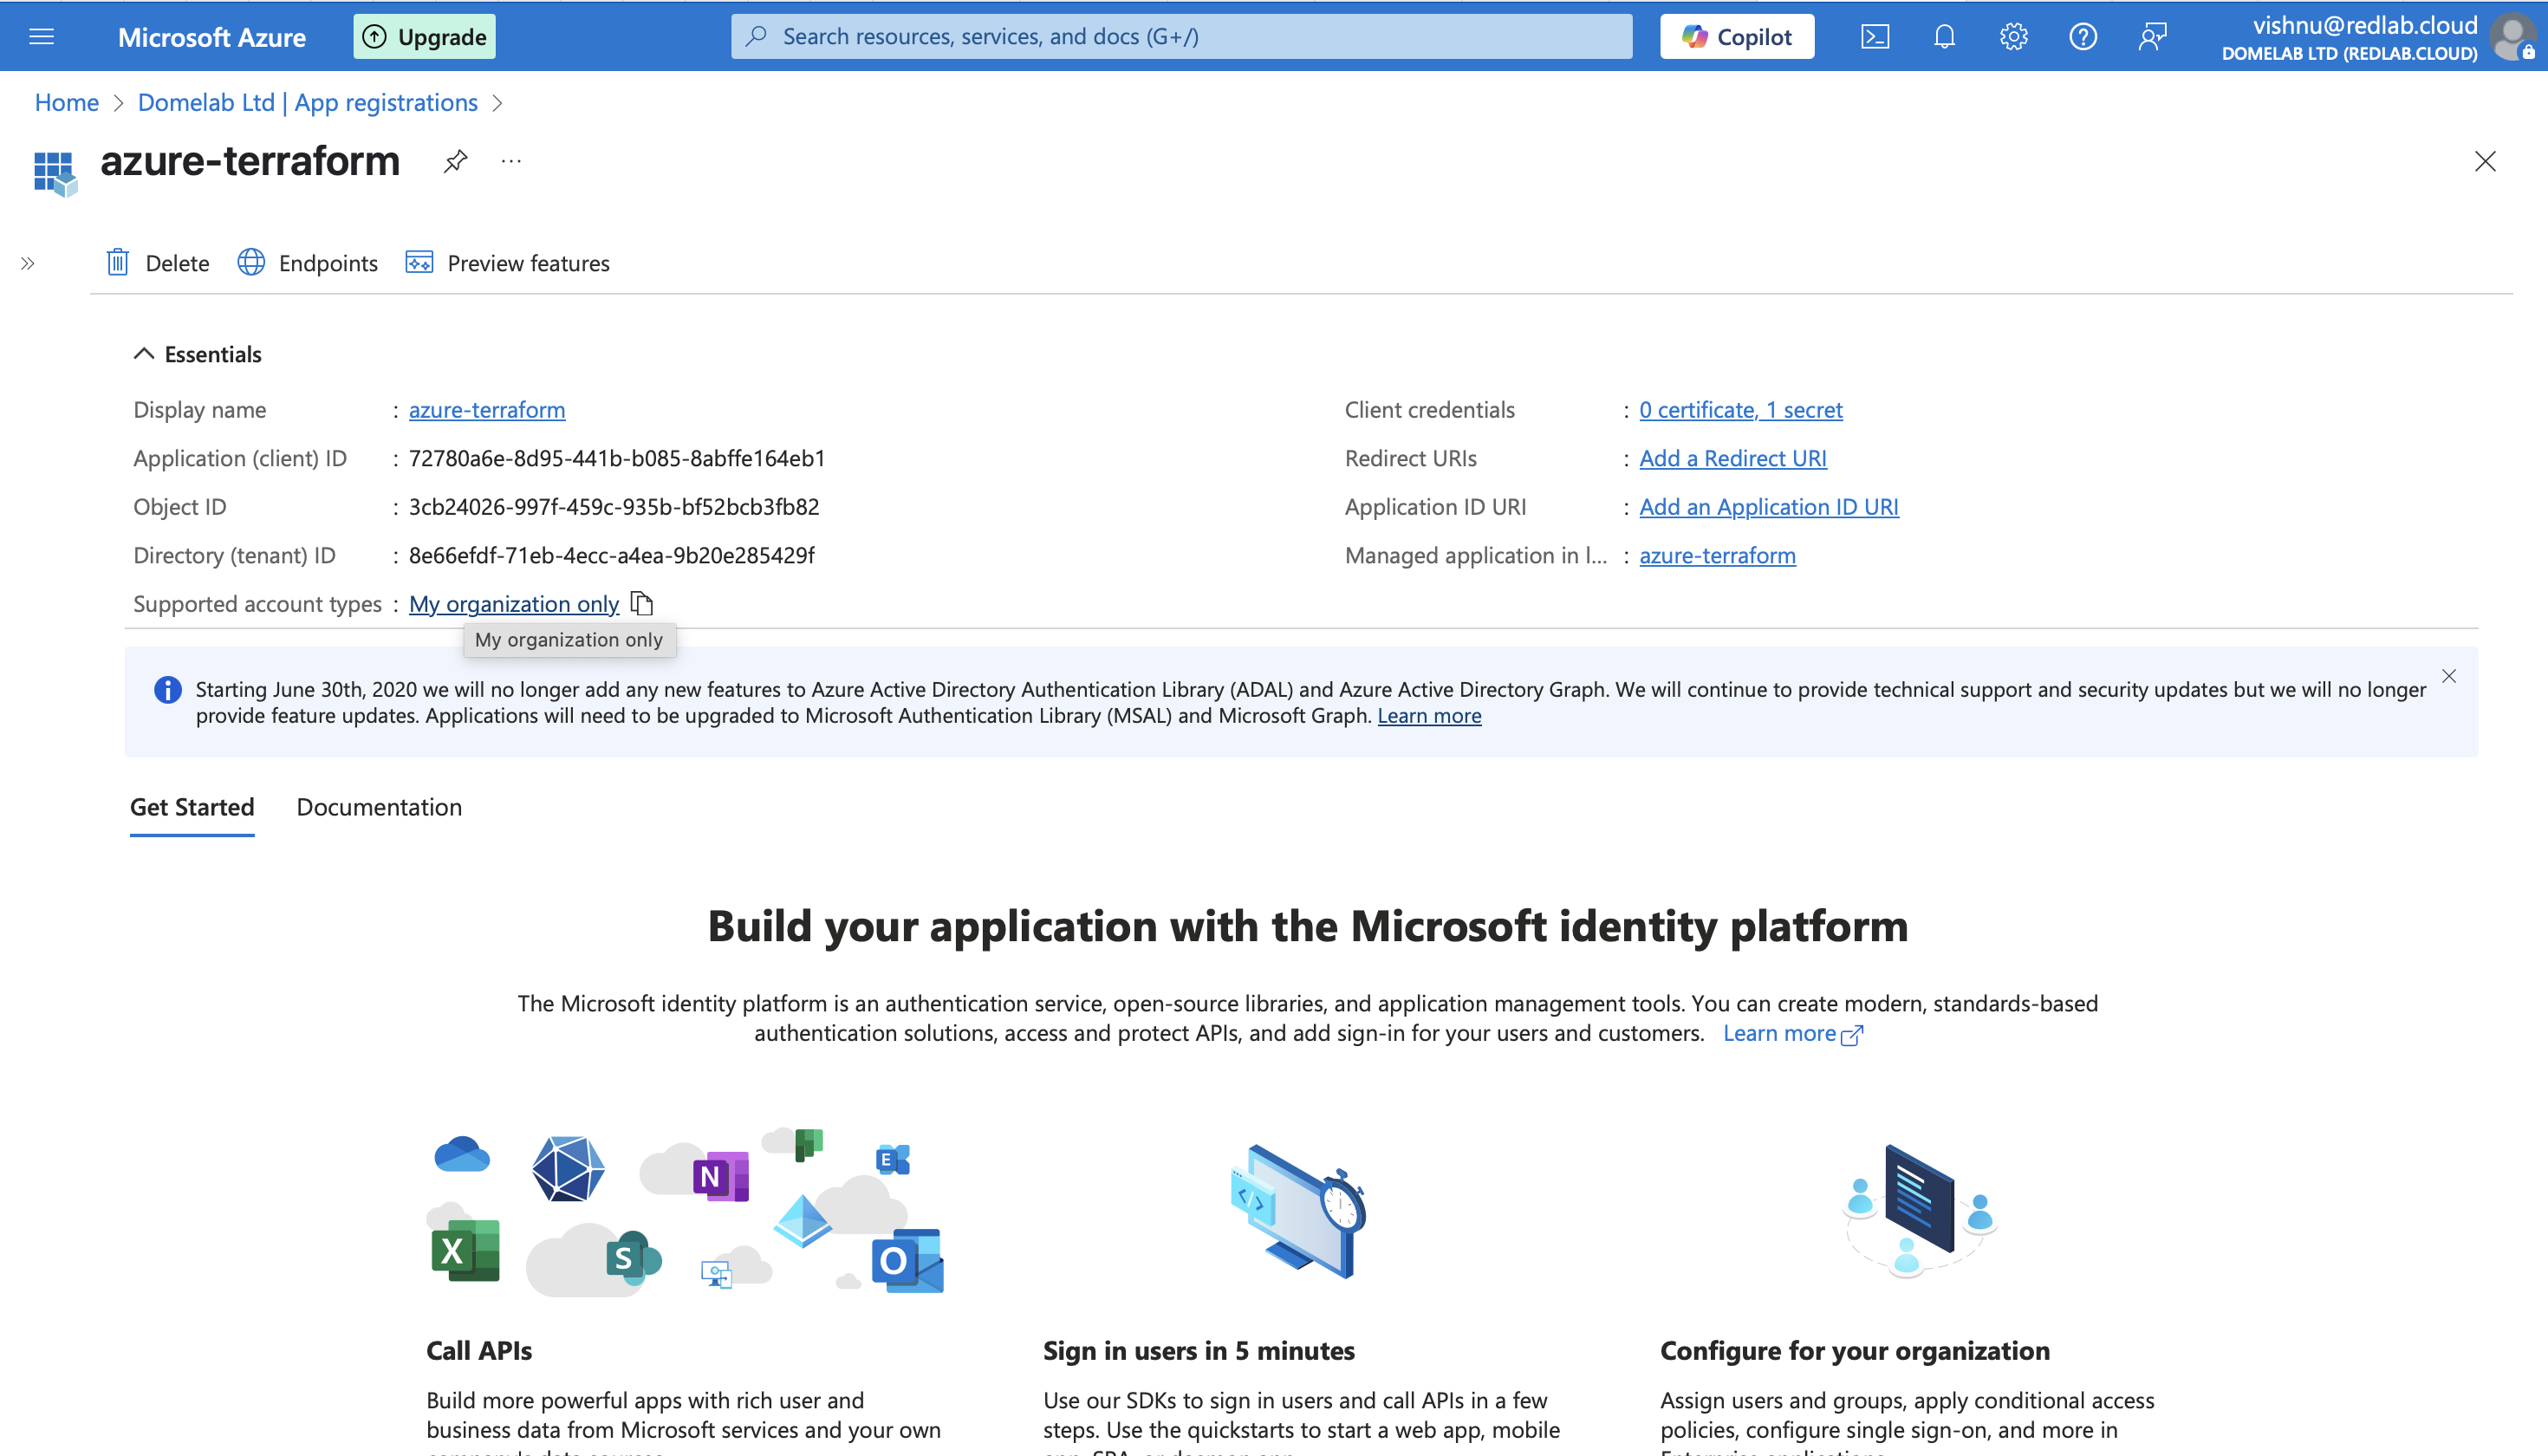 Microsoft Azure
Upgrade
Search resources, services, and docs (G+/)
Copilot
vishnu@redlab.cloud
DOMELAB LTD (REDLAB.CLOUD)
Home > Domelab Ltd | App registrations >
azure-terraform
...
Delete
Endpoints
Preview features
Essentials
Display name : azure-terraform
Application (client) ID : 72780a6e-8d95-441b-b085-8abffe164eb1
Object ID : 3cb24026-997f-459c-935b-bf52bcb3fb82
Directory (tenant) ID : 8e66efdf-71eb-4ecc-a4ea-9b20e285429f
Supported account types : My organization only
My organization only
Client credentials : 0 certificate, 1 secret
Redirect URIs : Add a Redirect URI
Application ID URI : Add an Application ID URI
Managed application in l... : azure-terraform
Starting June 30th, 2020 we will no longer add any new features to Azure Active Directory Authentication Library (ADAL) and Azure Active Directory Graph. We will continue to provide technical support and security updates but we will no longer
provide feature updates. Applications will need to be upgraded to Microsoft Authentication Library (MSAL) and Microsoft Graph. Learn more
Get Started
Documentation
Build your application with the Microsoft identity platform
The Microsoft identity platform is an authentication service, open-source libraries, and application management tools. You can create modern, standards-based
authentication solutions, access and protect APIs, and add sign-in for your users and customers. Learn more
N
E
X
S
O
Call APIs
Build more powerful apps with rich user and
business data from Microsoft services and your own
Sign in users in 5 minutes
Use our SDKs to sign in users and call APIs in a few
steps. Use the quickstarts to start a web app, mobile
Configure for your organization
Assign users and groups, apply conditional access
policies, configure single sign-on, and more in